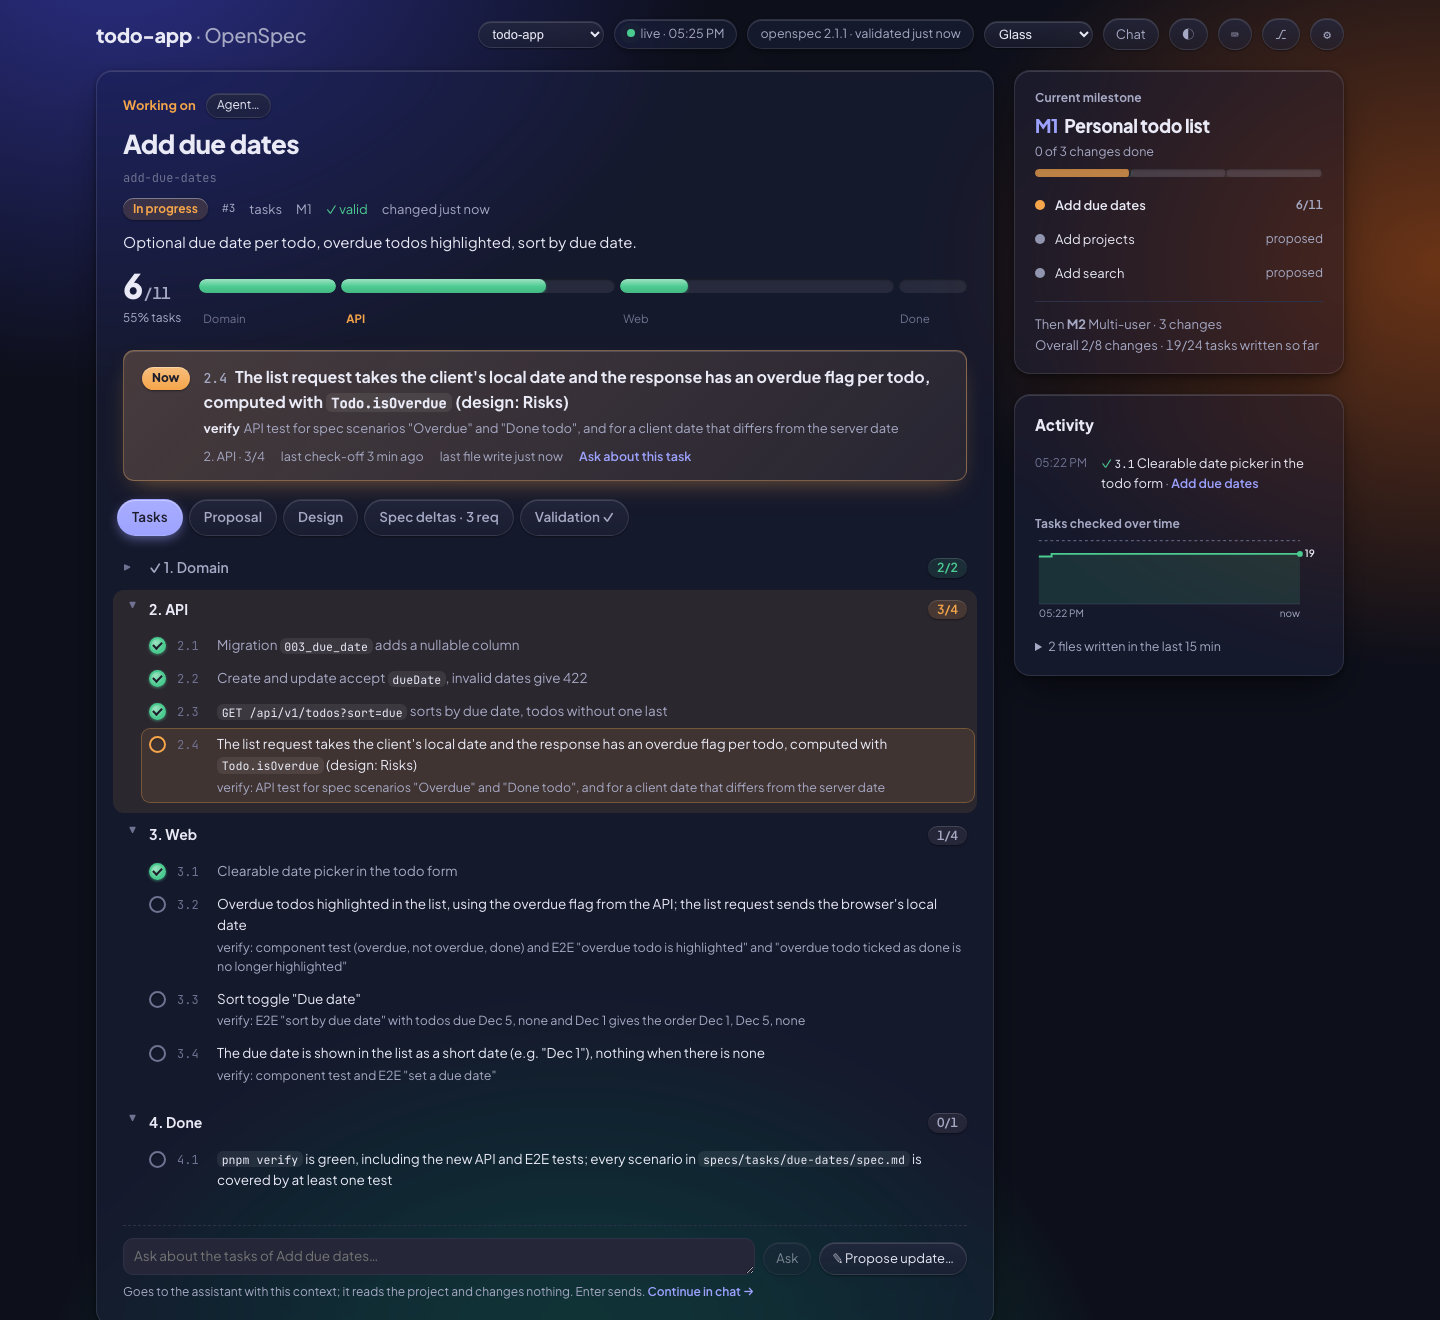 todo-app · OpenSpec
todo-app
live · 05:25 PM
openspec 2.1.1 · validated just now
Glass
Chat
Working on
Agent…
Add due dates
add-due-dates
In progress #3 tasks M1 ✓ valid changed just now
Optional due date per todo, overdue todos highlighted, sort by due date.
6/11
55% tasks
Domain
API
Web
Done
Now
2.4 The list request takes the client's local date and the response has an overdue flag per todo,
computed with Todo.isOverdue (design: Risks)
verify API test for spec scenarios "Overdue" and "Done todo", and for a client date that differs from the server date
2. API · 3/4 last check-off 3 min ago last file write just now Ask about this task
Tasks
Proposal
Design
Spec deltas · 3 req
Validation ✓
✓ 1. Domain 2/2
2. API 3/4
2.1 Migration 003_due_date adds a nullable column
2.2 Create and update accept dueDate, invalid dates give 422
2.3 GET /api/v1/todos?sort=due sorts by due date, todos without one last
2.4 The list request takes the client's local date and the response has an overdue flag per todo, computed with
Todo.isOverdue (design: Risks)
verify: API test for spec scenarios "Overdue" and "Done todo", and for a client date that differs from the server date
3. Web 1/4
3.1 Clearable date picker in the todo form
3.2 Overdue todos highlighted in the list, using the overdue flag from the API; the list request sends the browser's local
date
verify: component test (overdue, not overdue, done) and E2E "overdue todo is highlighted" and "overdue todo ticked as done is
no longer highlighted"
3.3 Sort toggle "Due date"
verify: E2E "sort by due date" with todos due Dec 5, none and Dec 1 gives the order Dec 1, Dec 5, none
3.4 The due date is shown in the list as a short date (e.g. "Dec 1"), nothing when there is none
verify: component test and E2E "set a due date"
4. Done 0/1
4.1 pnpm verify is green, including the new API and E2E tests; every scenario in specs/tasks/due-dates/spec.md is
covered by at least one test
Ask about the tasks of Add due dates…
Ask
✎ Propose update…
Goes to the assistant with this context; it reads the project and changes nothing. Enter sends. Continue in chat →
Current milestone
M1 Personal todo list
0 of 3 changes done
Add due dates 6/11
Add projects proposed
Add search proposed
Then M2 Multi-user · 3 changes
Overall 2/8 changes · 19/24 tasks written so far
Activity
05:22 PM ✓ 3.1 Clearable date picker in the
todo form · Add due dates
Tasks checked over time
19
05:22 PM now
2 files written in the last 15 min